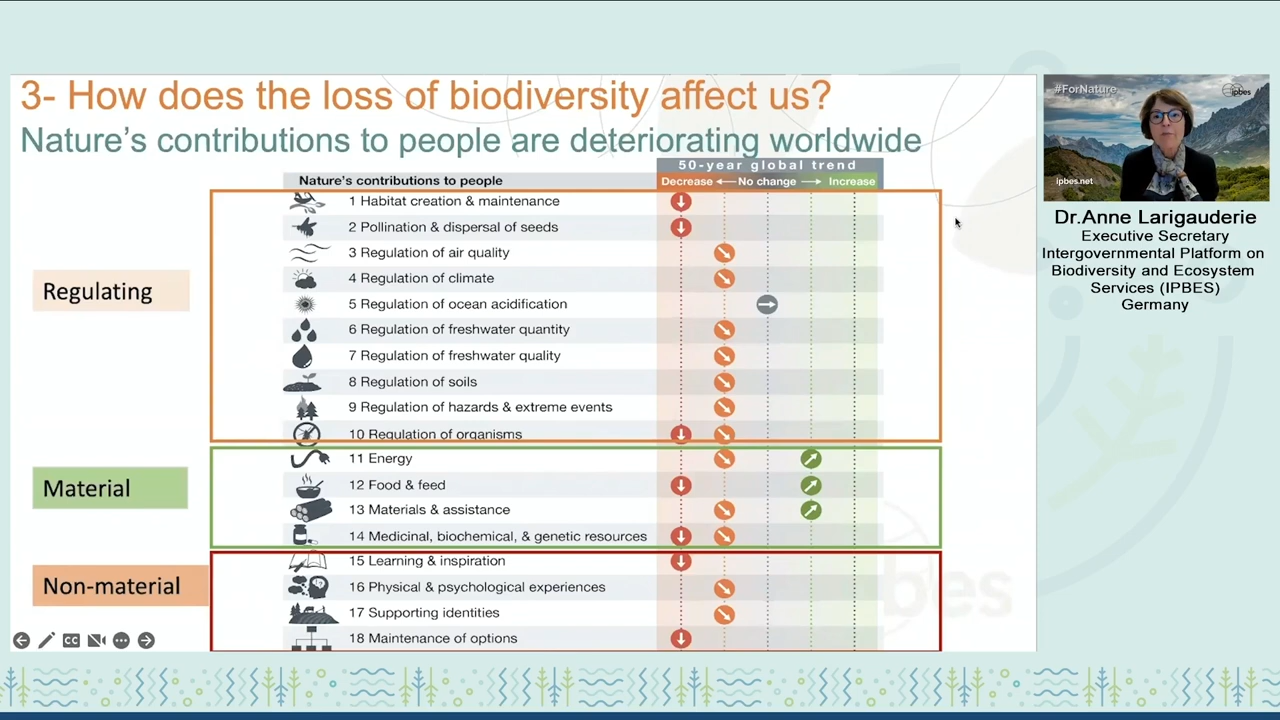 3- How does the loss of biodiversity affect us?
Nature's contributions to people are deteriorating worldwide
50-year global trend
Nature's contributions to people
Decrease No change Increase
Regulating
1 Habitat creation & maintenance
2 Pollination & dispersal of seeds
3 Regulation of air quality
4 Regulation of climate
5 Regulation of ocean acidification
6 Regulation of freshwater quantity
7 Regulation of freshwater quality
8 Regulation of soils
9 Regulation of hazards & extreme events
10 Regulation of organisms
Material
11 Energy
12 Food & feed
13 Materials & assistance
14 Medicinal, biochemical, & genetic resources
Non-material
15 Learning & inspiration
16 Physical & psychological experiences
17 Supporting identities
18 Maintenance of options
CC
ipbes
#ForNature
ipbes
ipbes.net
Dr.Anne Larigauderie
Executive Secretary
Intergovernmental Platform on
Biodiversity and Ecosystem
Services (IPBES)
Germany